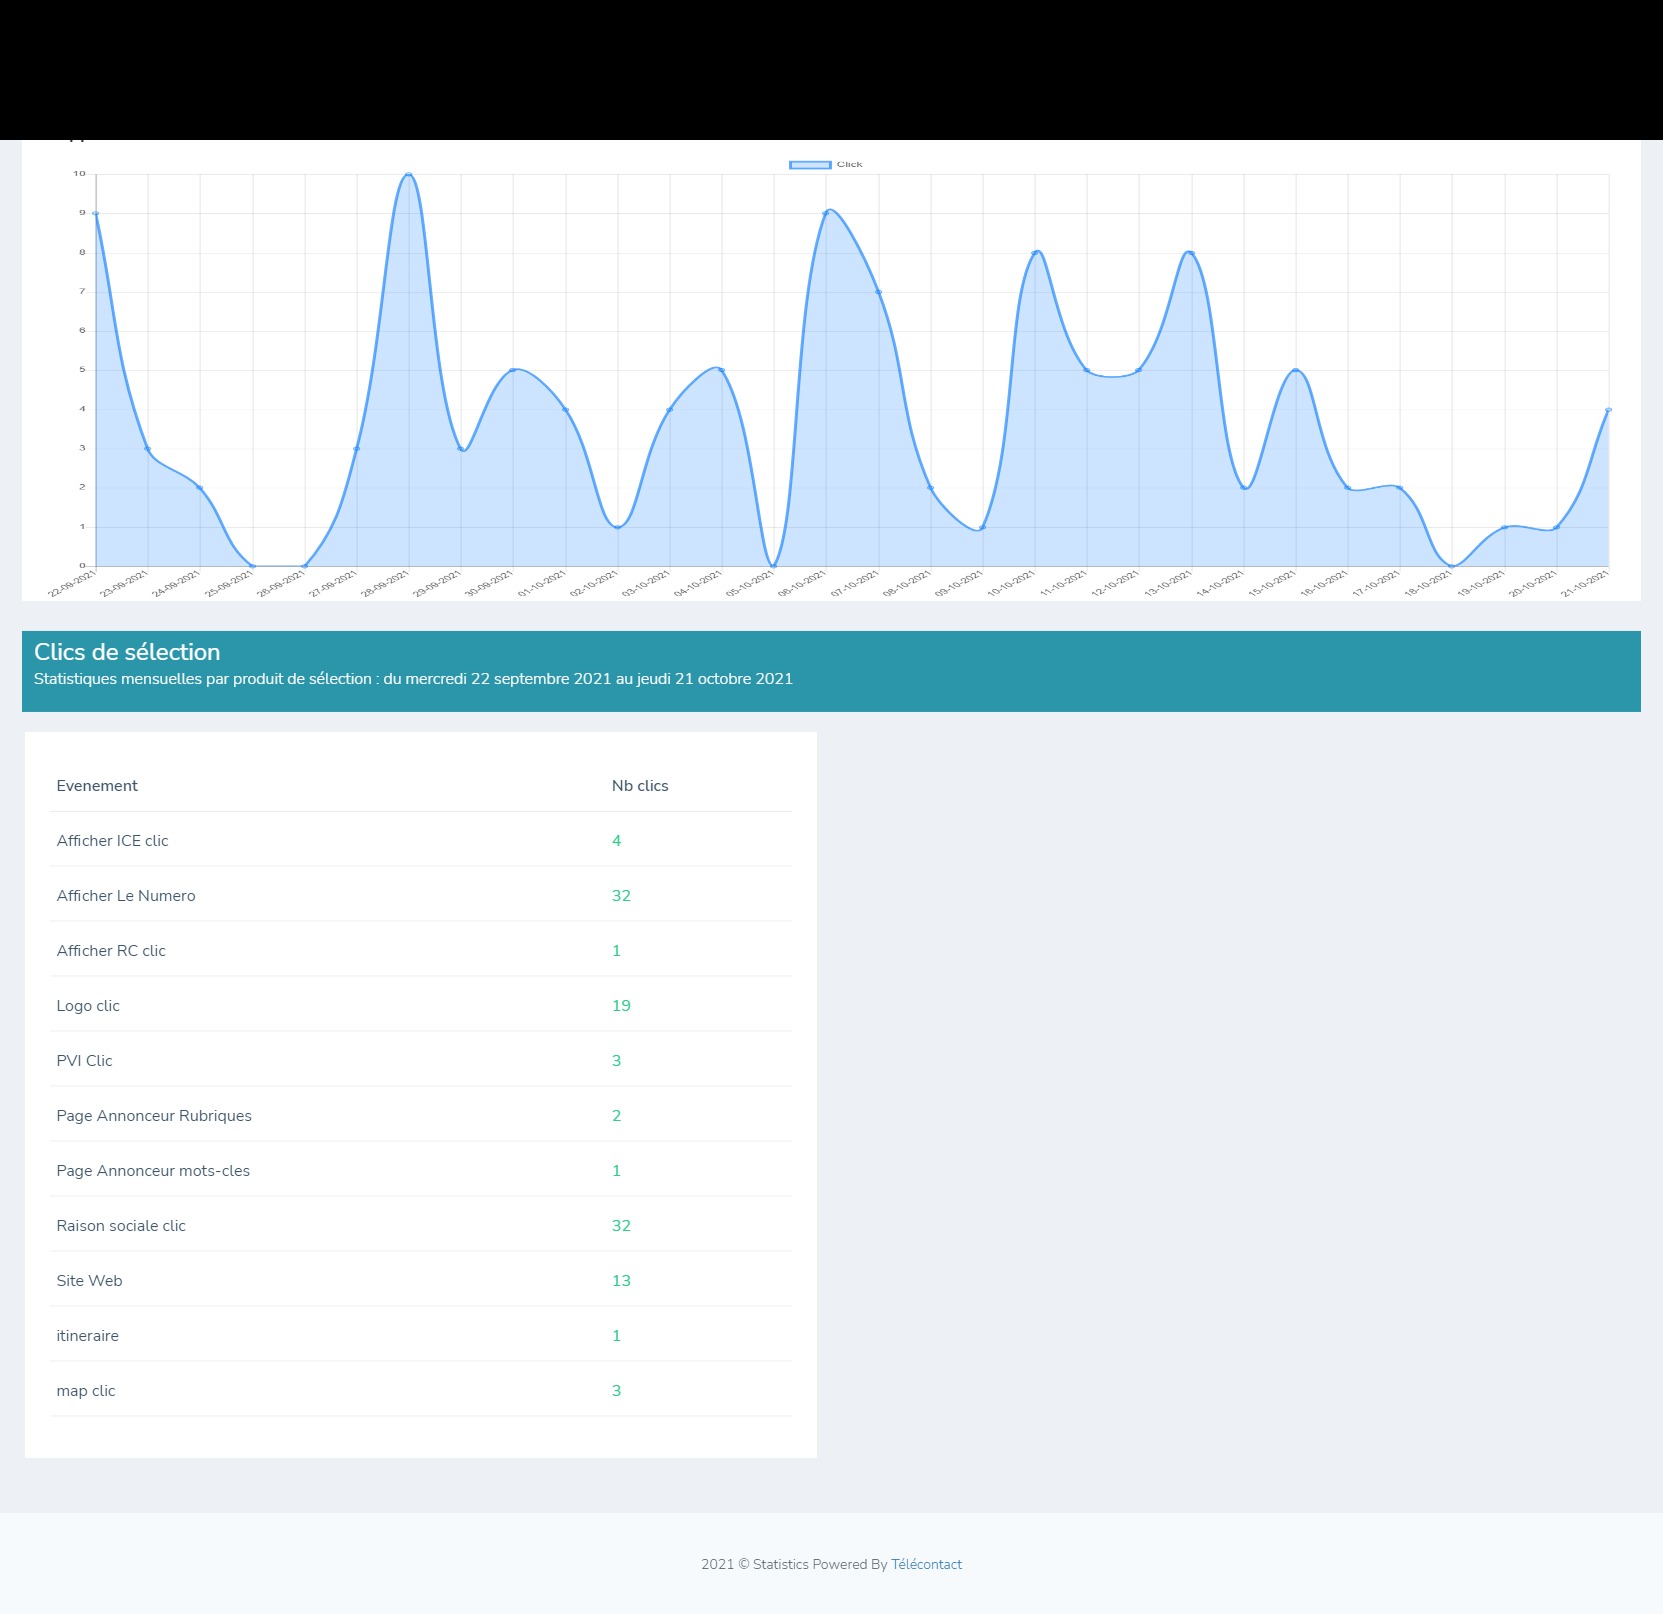 Click
10
9
8
7
6
5
4
3
2
1
0
22-09-2021 23-09-2021 24-09-2021 25-09-2021 26-09-2021 27-09-2021 28-09-2021 29-09-2021 30-09-2021 01-10-2021 02-10-2021 03-10-2021 04-10-2021 05-10-2021 06-10-2021 07-10-2021 08-10-2021 09-10-2021 10-10-2021 11-10-2021 12-10-2021 13-10-2021 14-10-2021 15-10-2021 16-10-2021 17-10-2021 18-10-2021 19-10-2021 20-10-2021 21-10-2021
Clics de sélection
Statistiques mensuelles par produit de sélection : du mercredi 22 septembre 2021 au jeudi 21 octobre 2021
Evenement Nb clics
Afficher ICE clic 4
Afficher Le Numero 32
Afficher RC clic 1
Logo clic 19
PVI Clic 3
Page Annonceur Rubriques 2
Page Annonceur mots-cles 1
Raison sociale clic 32
Site Web 13
itineraire 1
map clic 3
2021 © Statistics Powered By Télécontact